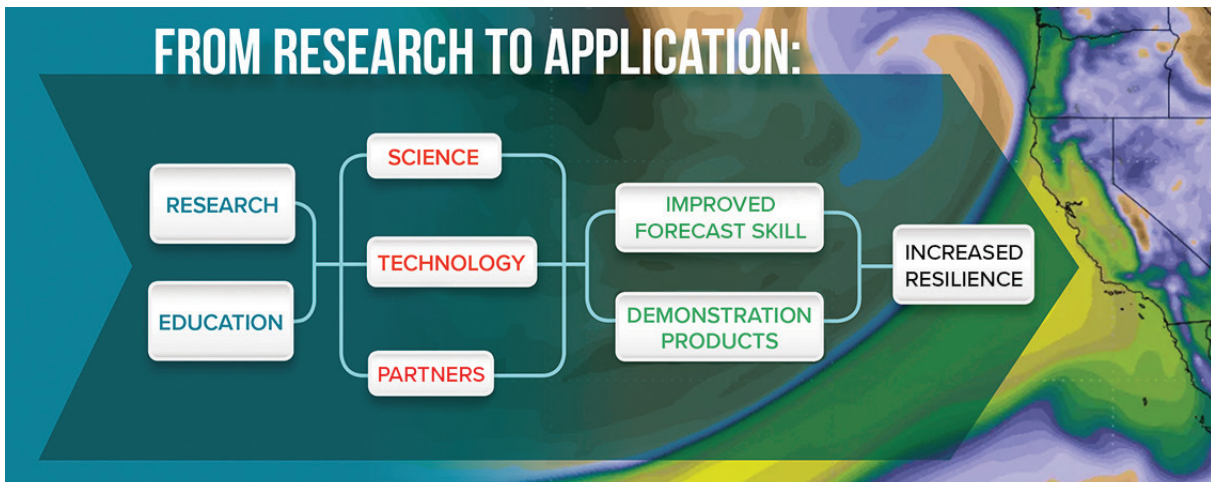 FROM RESEARCH TO APPLICATION:
RESEARCH
EDUCATION
SCIENCE
TECHNOLOGY
PARTNERS
IMPROVED
FORECAST SKILL
DEMONSTRATION
PRODUCTS
INCREASED
RESILIENCE